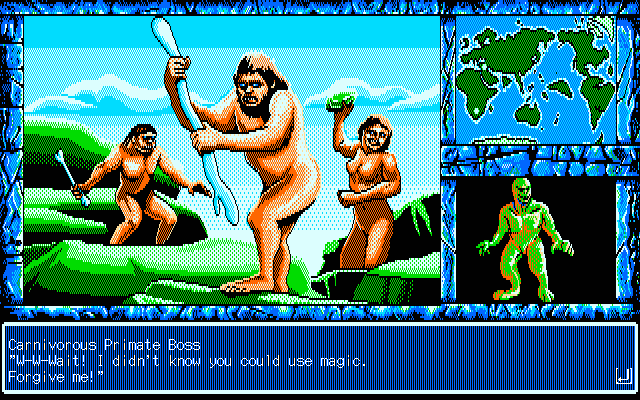 Carnivorous Primate Boss
"W-W-Wait! I didn't know you could use magic.
Forgive me!"